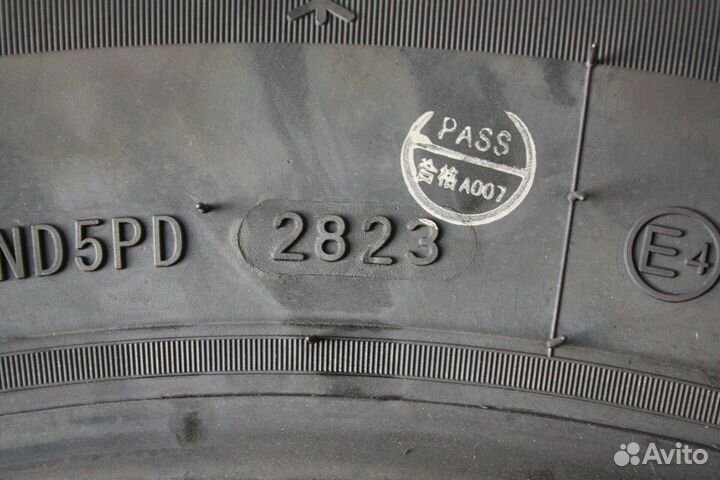 PASS
合格A007
ND5PD 2823 E4
Avito